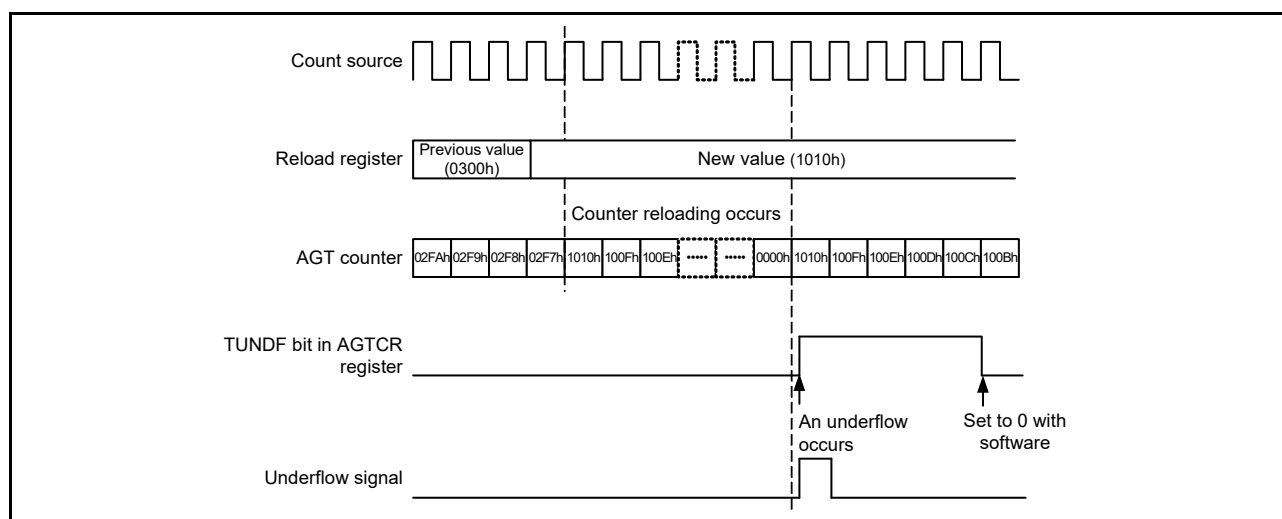 Count source
Reload register
Previous value
(0300h)
New value (1010h)
Counter reloading occurs
AGT counter
02FAh 02F9h 02F8h 02F7h 1010h 100Fh 100Eh ····· ····· 0000h 1010h 100Fh 100Eh 100Dh 100Ch 100Bh
TUNDF bit in AGTCR
register
An underflow
occurs
Set to 0 with
software
Underflow signal